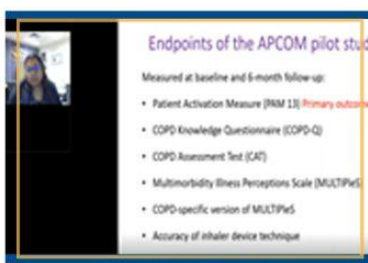 Endpoints of the APCOM pilot stud
Measured at baseline and 6-month follow-up:
• Patient Activation Measure (PAM 13) Primary outcome
• COPD Knowledge Questionnaire (COPD-Q)
• COPD Assessment Test (CAT)
• Multimorbidity Illness Perceptions Scale (MULTIPleS)
• COPD-specific version of MULTIPleS
• Accuracy of inhaler device technique